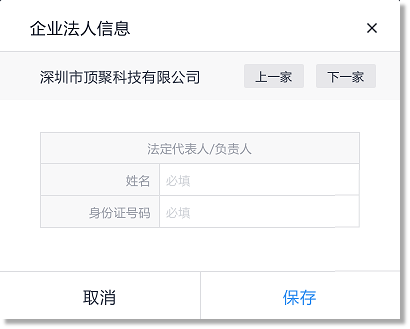 企业法人信息 ×
深圳市顶聚科技有限公司 上一家 下一家
法定代表人/负责人
姓名 必填
身份证号码 必填
取消 保存